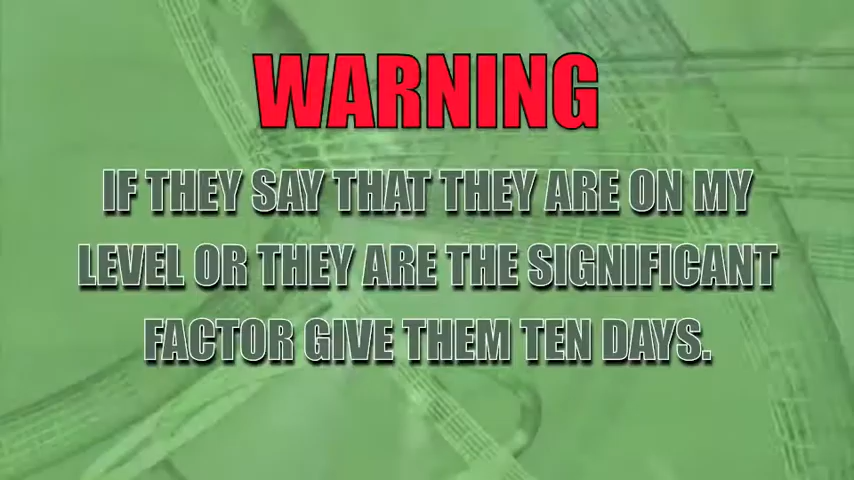 WARNING
IF THEY SAY THAT THEY ARE ON MY
LEVEL OR THEY ARE THE SIGNIFICANT
FACTOR GIVE THEM TEN DAYS.